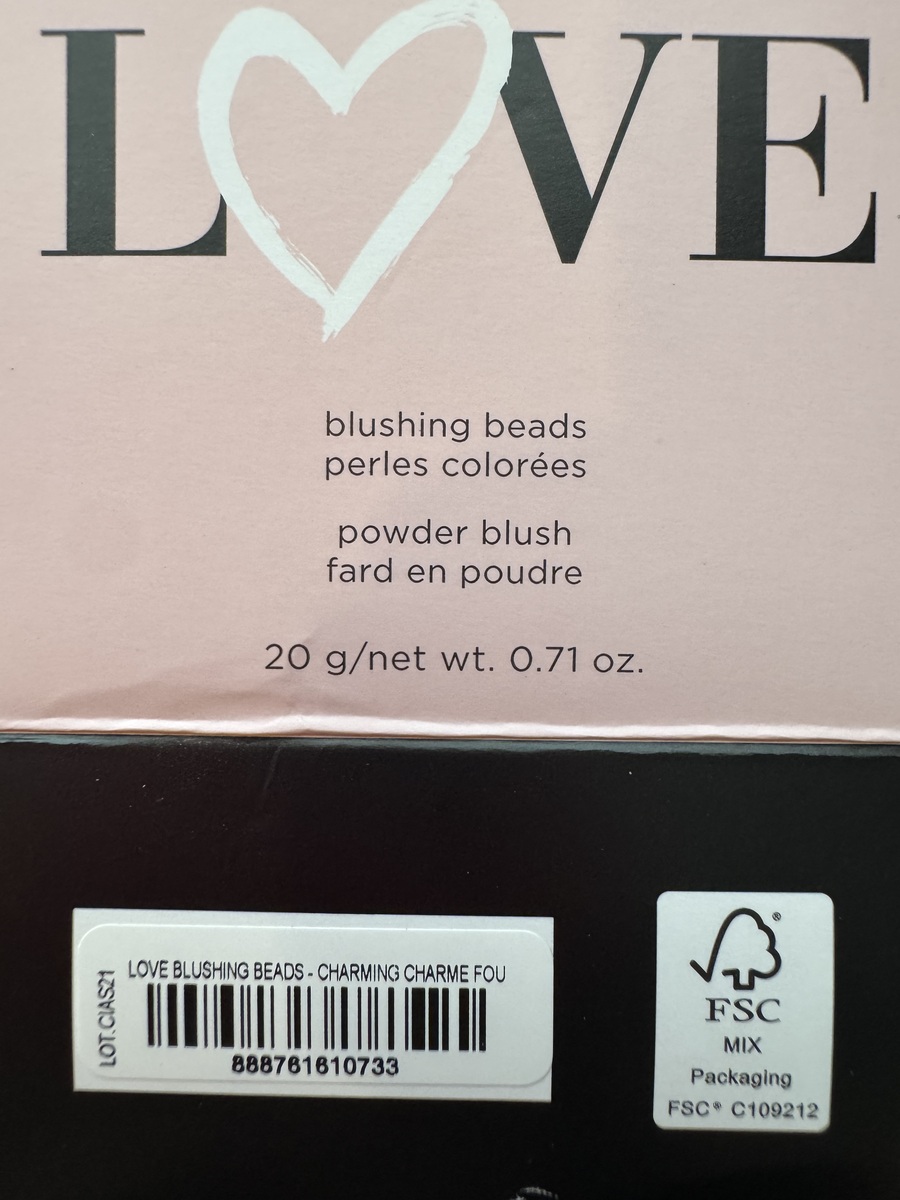 LOVE
blushing beads
perles colorées
powder blush
fard en poudre
20 g/net wt. 0.71 oz.
LOT.CIAS21
LOVE BLUSHING BEADS - CHARMING CHARME FOU
888761610733
®
FSC
MIX
Packaging
FSC® C109212